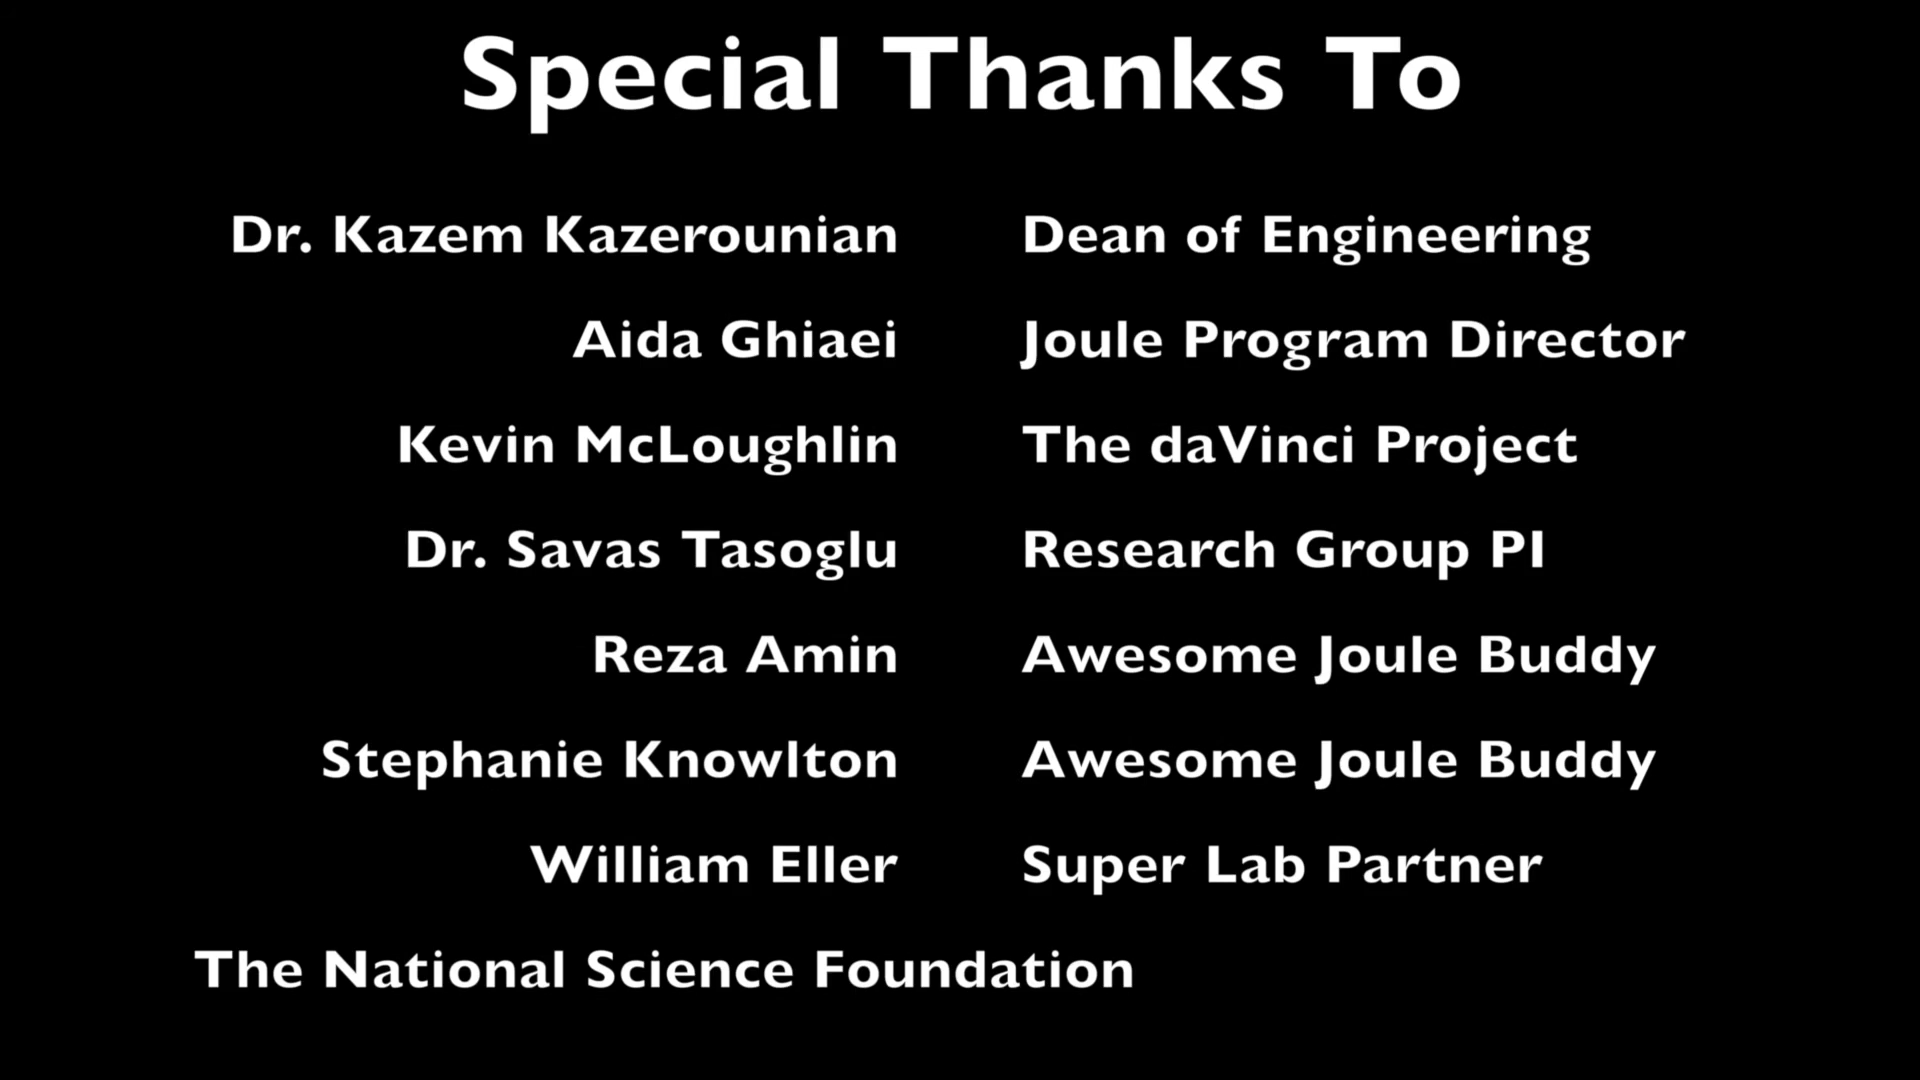 Special Thanks To
Dr. Kazem Kazerounian Dean of Engineering
Aida Ghiaei Joule Program Director
Kevin McLoughlin The daVinci Project
Dr. Savas Tasoglu Research Group PI
Reza Amin Awesome Joule Buddy
Stephanie Knowlton Awesome Joule Buddy
William Eller Super Lab Partner
The National Science Foundation